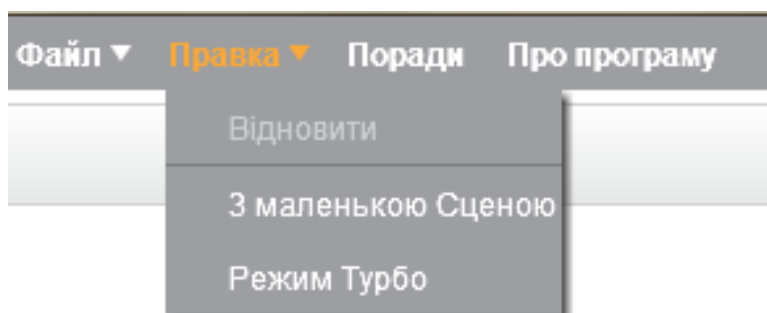 Файл ▼ Правка ▼ Поради Про програму
Відновити
З маленькою Сценою
Режим Турбо